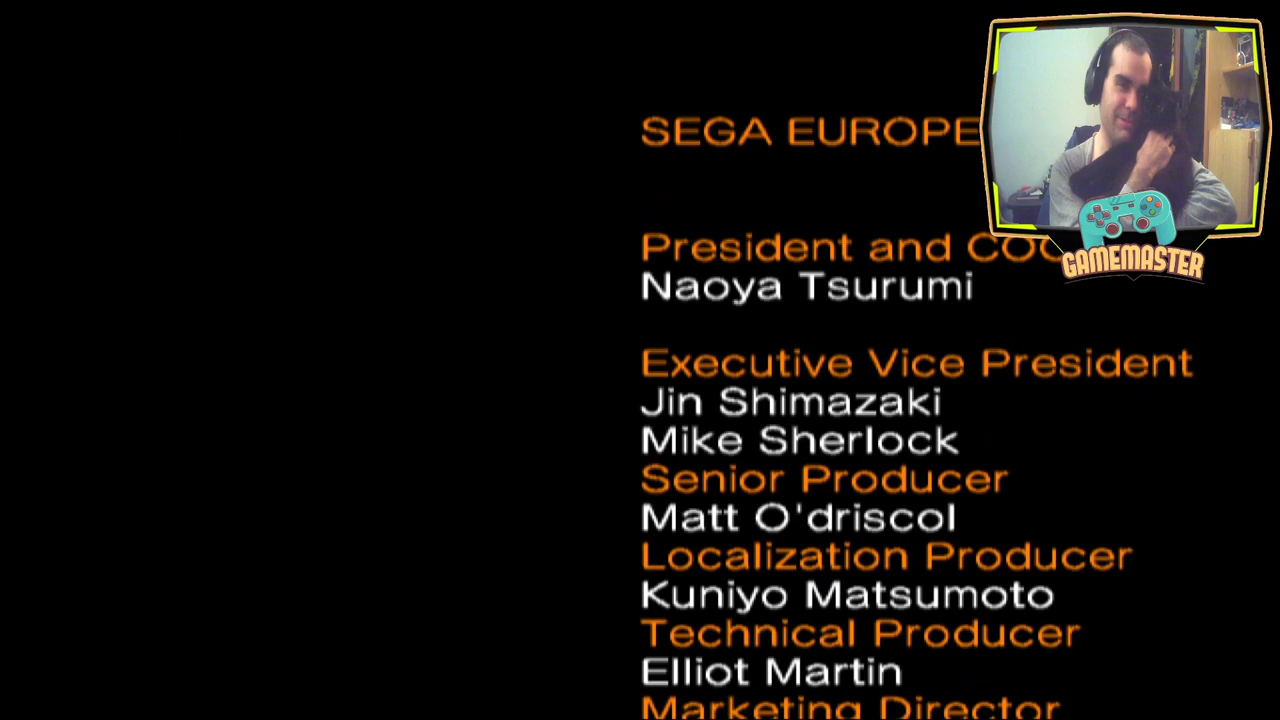 SEGA EUROPE
President and COO
Naoya Tsurumi
Executive Vice President
Jin Shimazaki
Mike Sherlock
Senior Producer
Matt O'driscol
Localization Producer
Kuniyo Matsumoto
Technical Producer
Elliot Martin
Marketing Director
GAMEMASTER